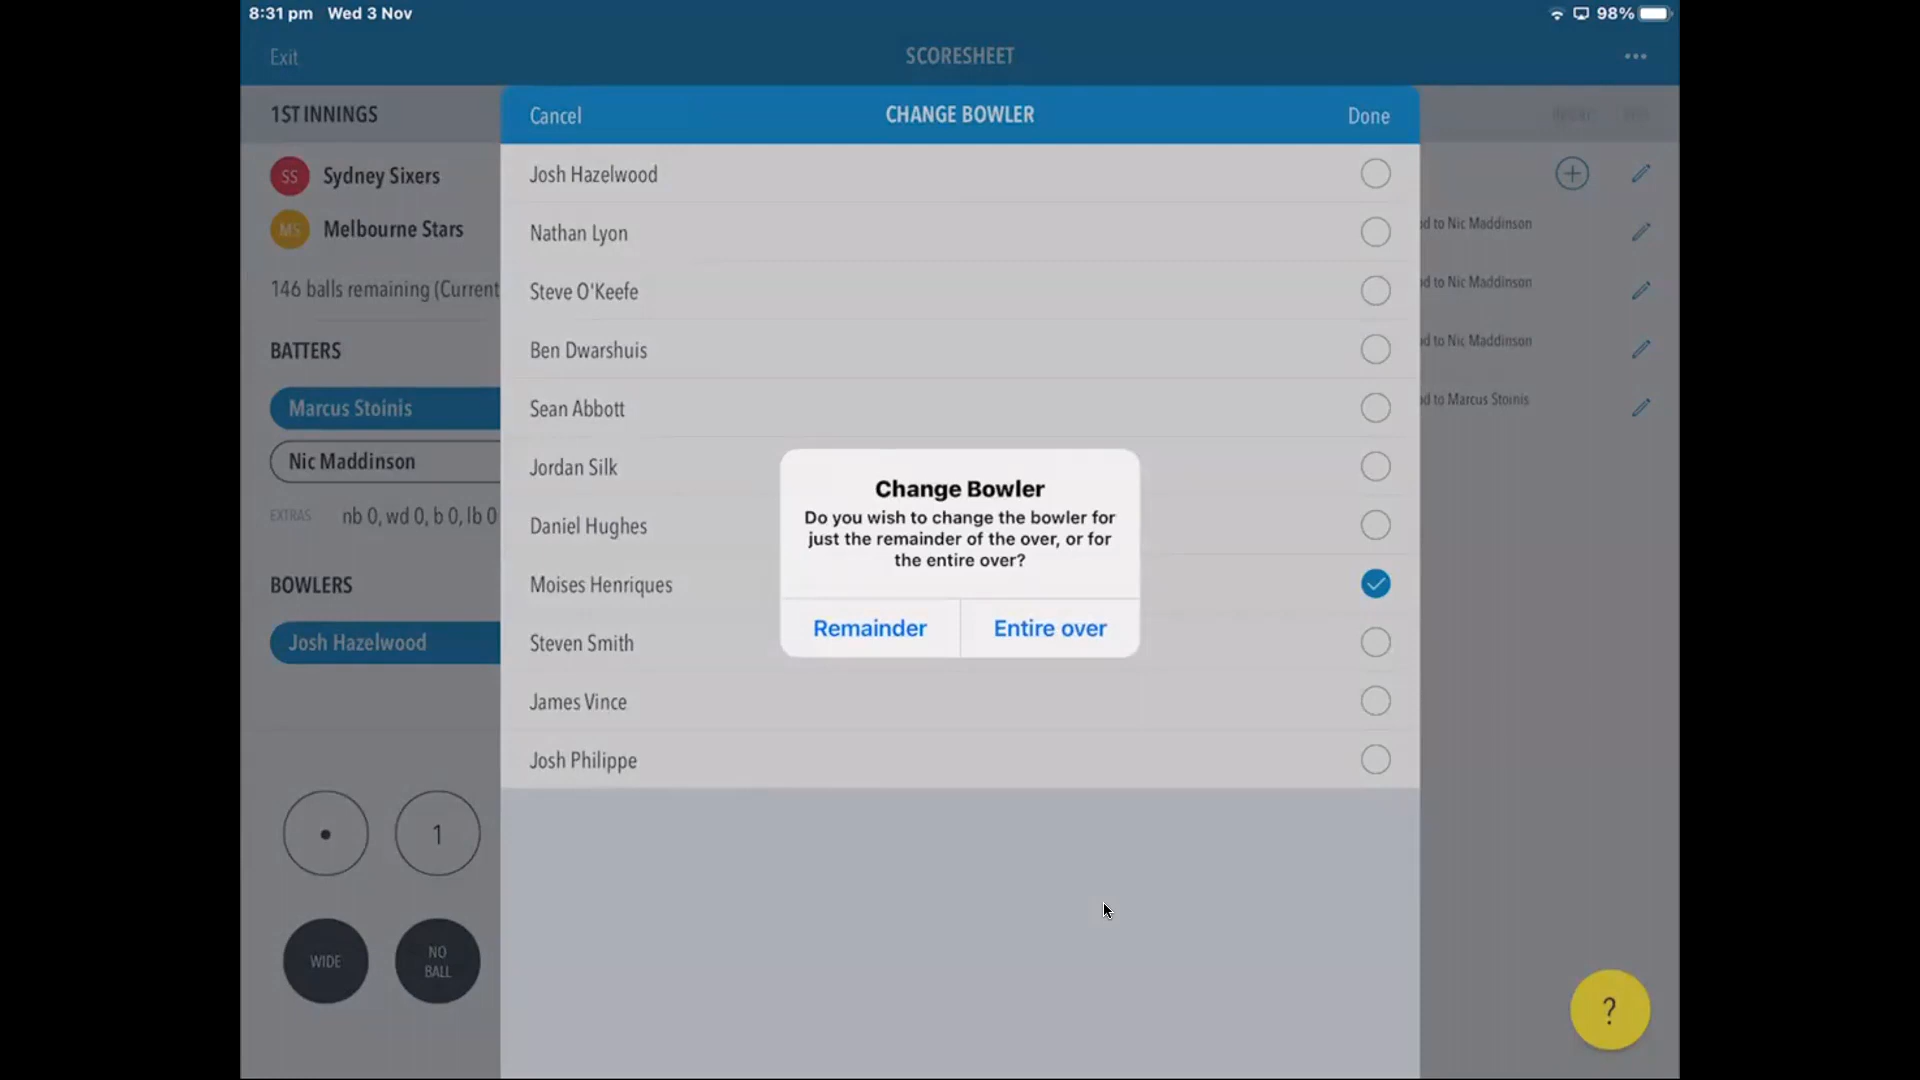 8:31 pm Wed 3 Nov
98%
Exit
SCORESHEET
1ST INNINGS
Cancel
CHANGE BOWLER
Done
SS
Sydney Sixers
MS
Melbourne Stars
146 balls remaining (Current
BATTERS
Marcus Stoinis
Nic Maddinson
EXTRAS nb 0, wd 0, b 0, lb 0
BOWLERS
Josh Hazelwood
1
WIDE
NO
BALL
Josh Hazelwood
Nathan Lyon
Steve O'Keefe
Ben Dwarshuis
Sean Abbott
Jordan Silk
Daniel Hughes
Moises Henriques
Steven Smith
James Vince
Josh Philippe
Change Bowler
Do you wish to change the bowler for
just the remainder of the over, or for
the entire over?
Remainder
Entire over
d to Nic Maddinson
d to Nic Maddinson
d to Nic Maddinson
d to Marcus Stoinis
?